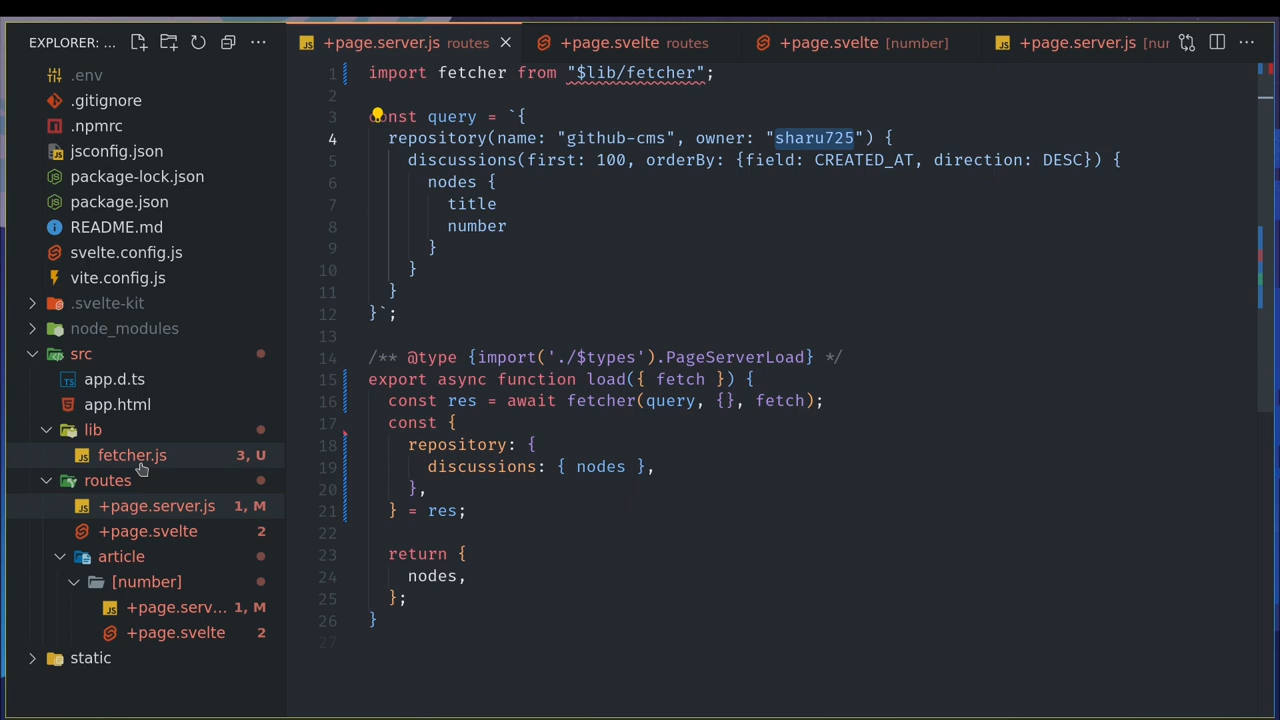 EXPLORER: ...
.env
.gitignore
.npmrc
jsconfig.json
package-lock.json
package.json
README.md
svelte.config.js
vite.config.js
.svelte-kit
node_modules
src
app.d.ts
app.html
lib
fetcher.js 3, U
routes
+page.server.js 1, M
+page.svelte 2
article
[number]
+page.serv... 1, M
+page.svelte 2
static
+page.server.js routes
+page.svelte routes
+page.svelte [number]
+page.server.js [nur
1 import fetcher from "$lib/fetcher";
2
3 const query = `{
4   repository(name: "github-cms", owner: "sharu725") {
5     discussions(first: 100, orderBy: {field: CREATED_AT, direction: DESC}) {
6       nodes {
7         title
8         number
9       }
10     }
11   }
12 }`;
13
14 /** @type {import('./$types').PageServerLoad} */
15 export async function load({ fetch }) {
16   const res = await fetcher(query, {}, fetch);
17   const {
18     repository: {
19       discussions: { nodes },
20     },
21   } = res;
22
23   return {
24     nodes,
25   };
26 }
27